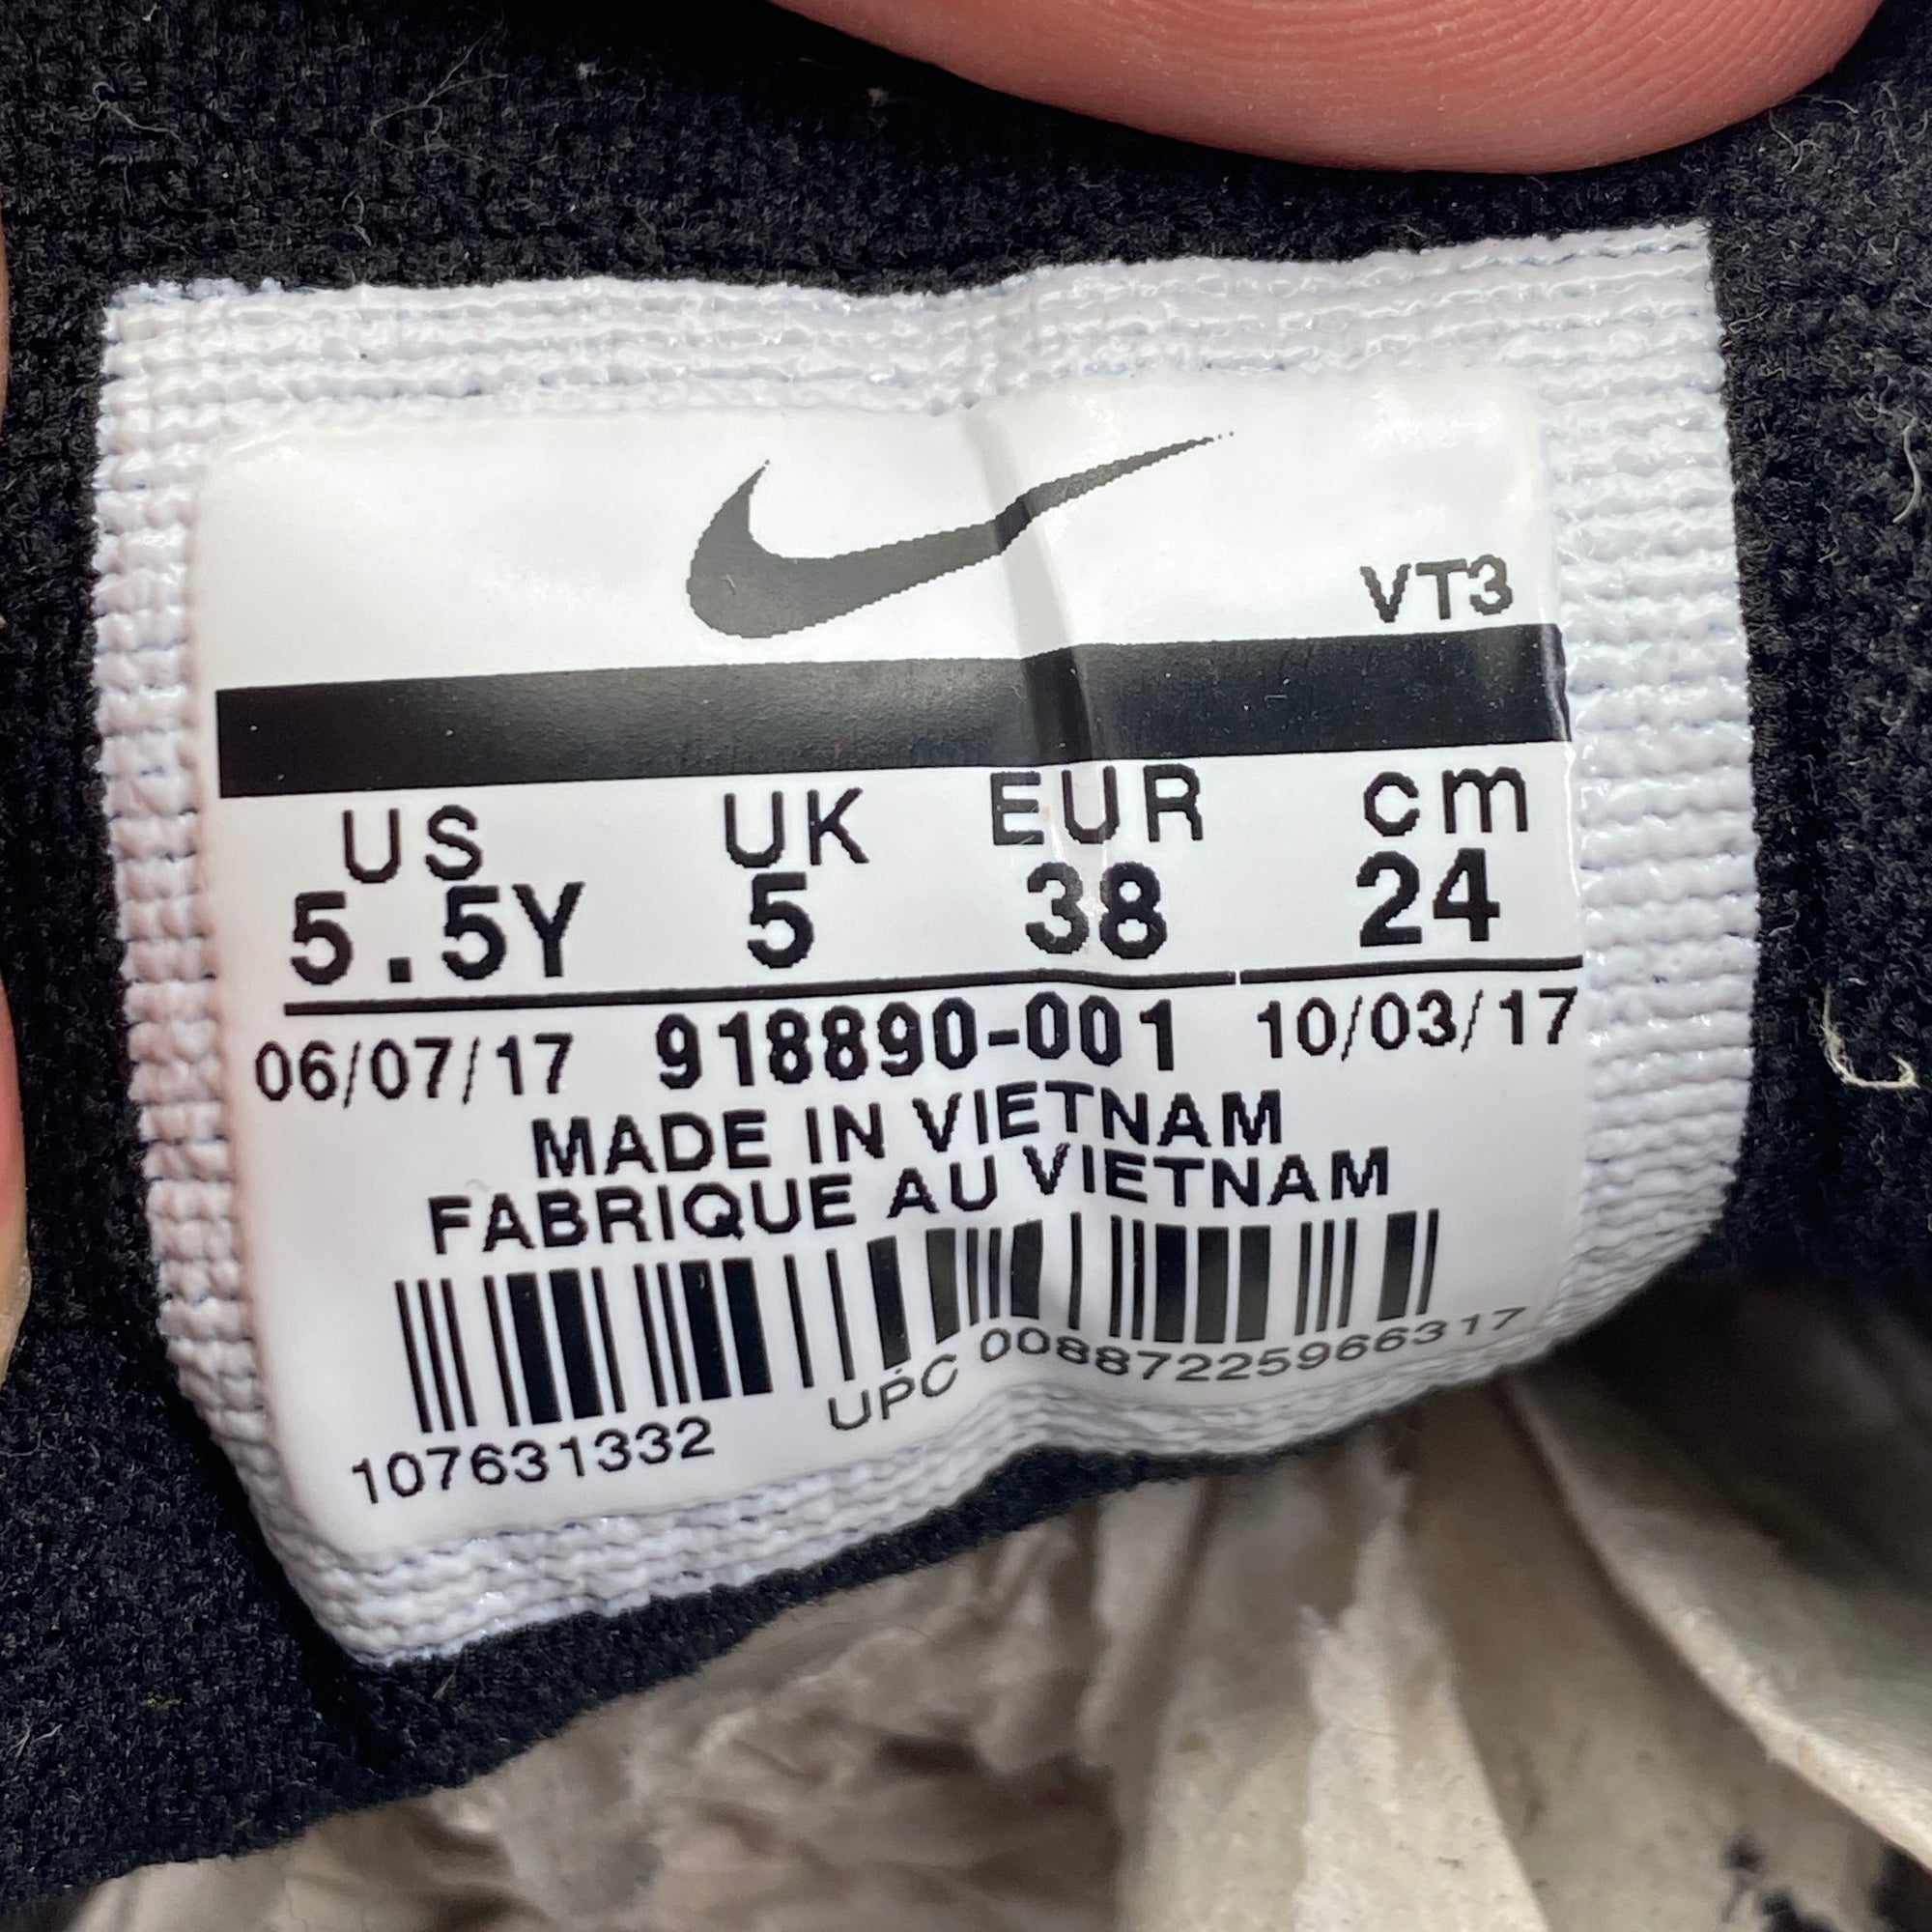 VT3
US UK EUR cm
5.5Y 5 38 24
06/07/17 918890-001 10/03/17
MADE IN VIETNAM
FABRIQUE AU VIETNAM
107631332 UPC 00887225966317